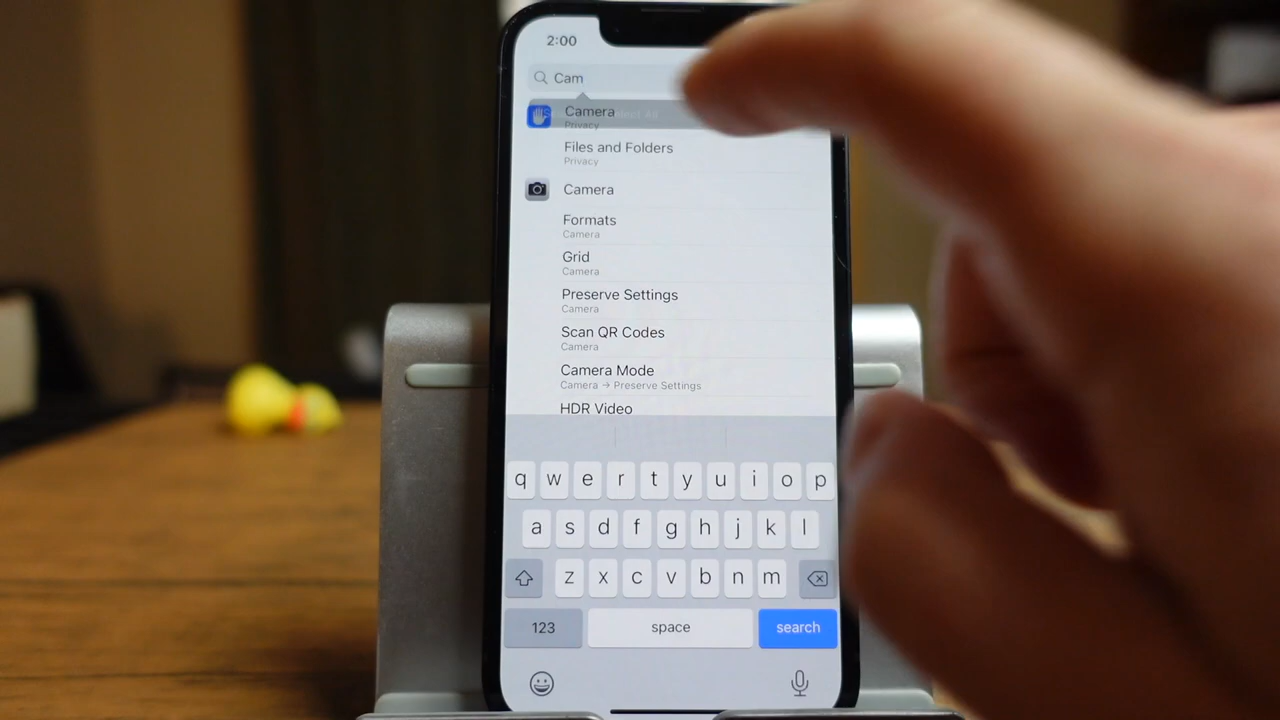 2:00
Cam
Camera
Privacy
Files and Folders
Privacy
Camera
Formats
Camera
Grid
Camera
Preserve Settings
Camera
Scan QR Codes
Camera
Camera Mode
Camera → Preserve Settings
HDR Video
q w e r t y u i o p
a s d f g h j k l
z x c v b n m
123 space search